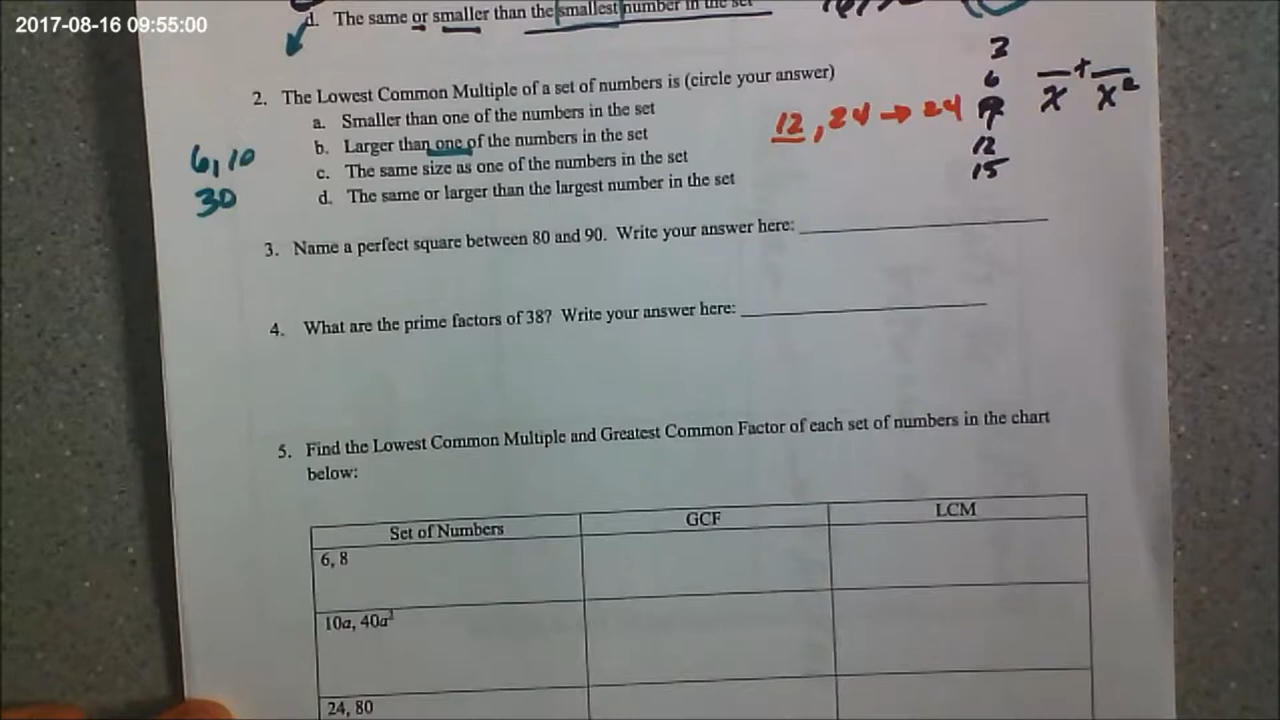 2017-08-16 09:55:00
d. The same or smaller than the smallest number in the set
2. The Lowest Common Multiple of a set of numbers is (circle your answer)
a. Smaller than one of the numbers in the set
b. Larger than one of the numbers in the set
c. The same size as one of the numbers in the set
d. The same or larger than the largest number in the set
6, 10
30
12, 24 → 24
3
6
9
12
15
x + x²
3. Name a perfect square between 80 and 90. Write your answer here:
4. What are the prime factors of 38? Write your answer here:
5. Find the Lowest Common Multiple and Greatest Common Factor of each set of numbers in the chart
below:
Set of Numbers GCF LCM
6, 8
10a, 40a²
24, 80